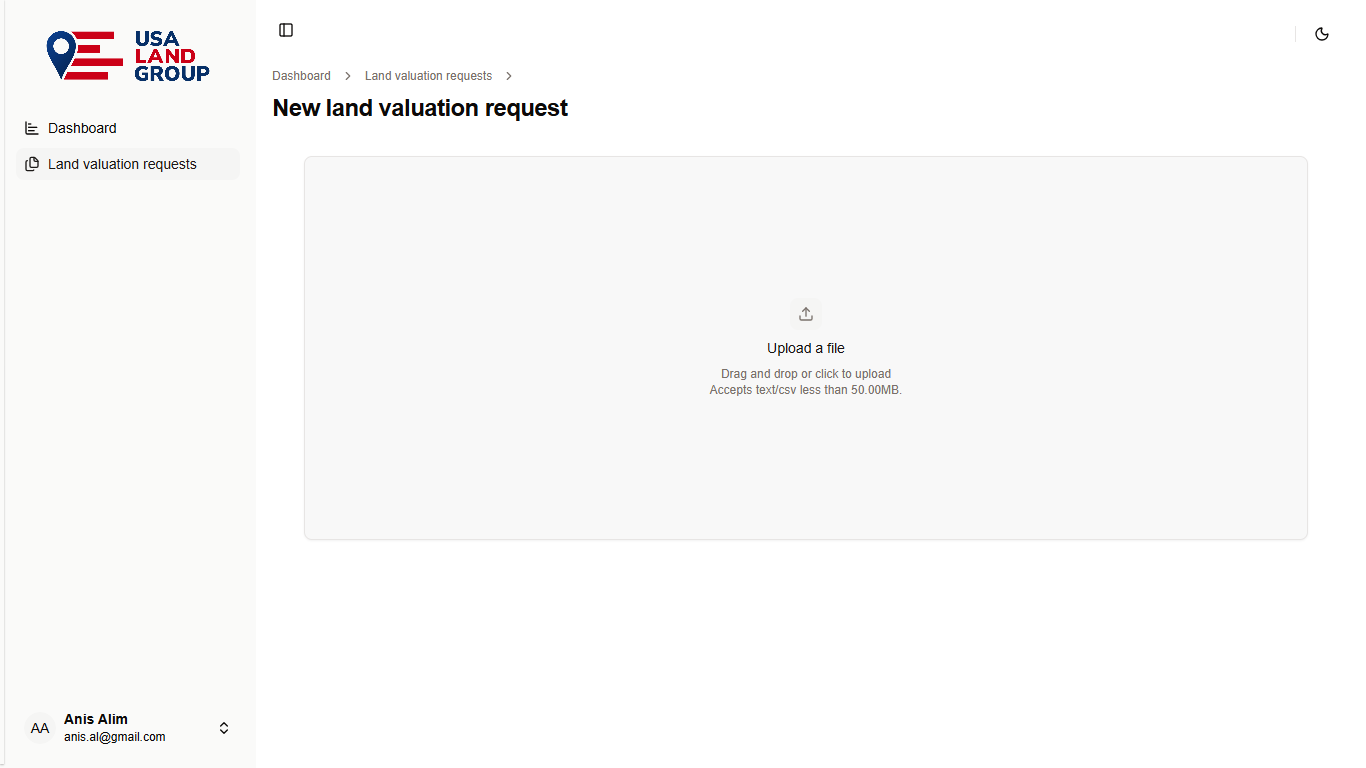 USA
LAND
GROUP
Dashboard
Land valuation requests
Dashboard
Land valuation requests
New land valuation request
Upload a file
Drag and drop or click to upload
Accepts text/csv less than 50.00MB.
AA
Anis Alim
anis.al@gmail.com